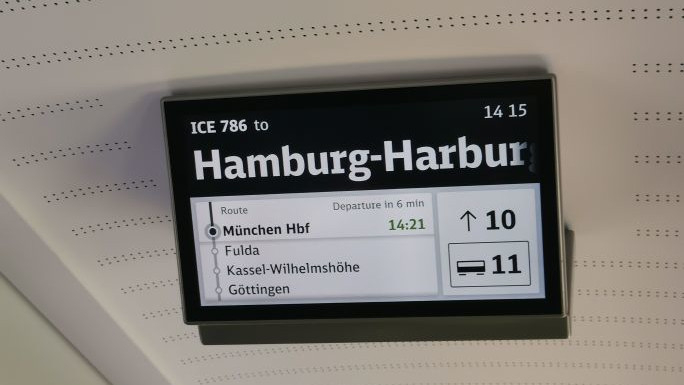 ICE 786 to 14 15
Hamburg-Harbur
Route Departure in 6 min
München Hbf 14:21
Fulda
Kassel-Wilhelmshöhe
Göttingen
↑ 10
11